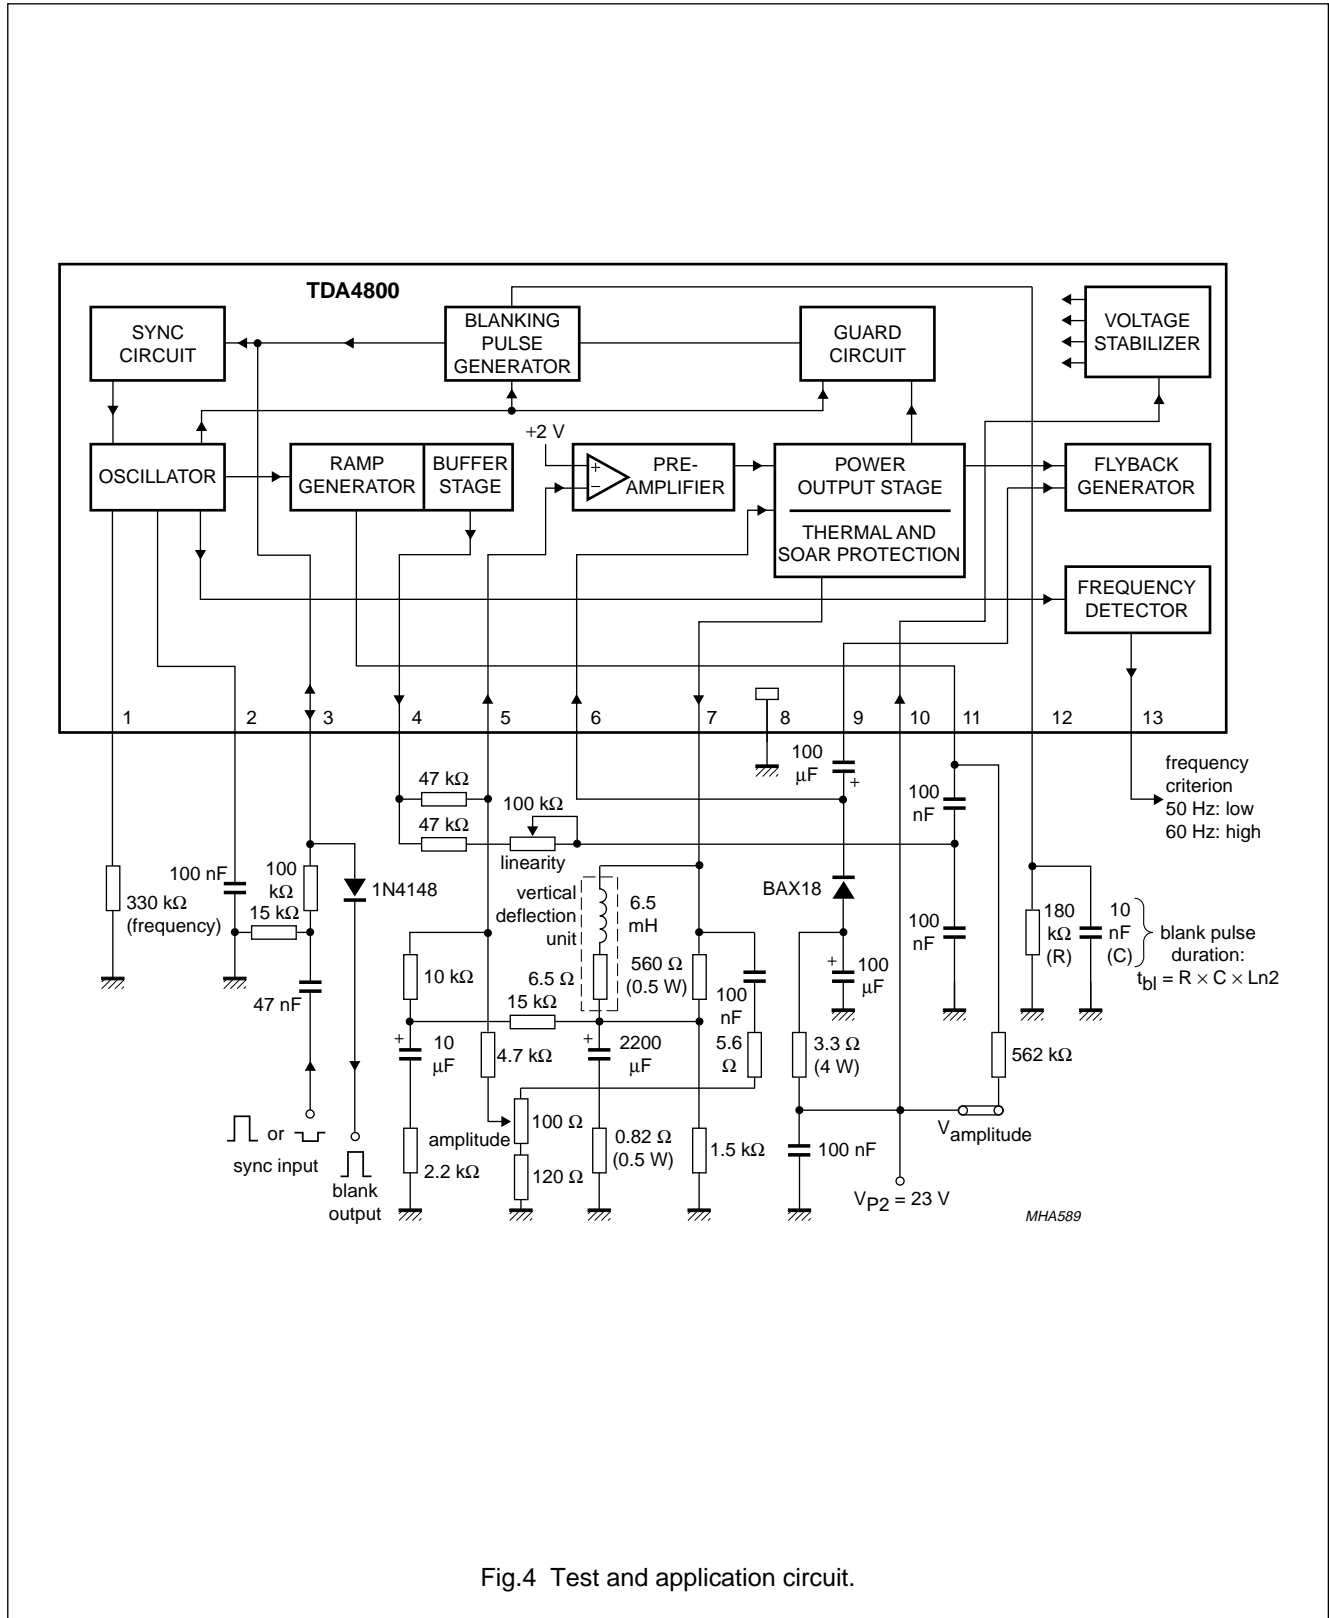 TDA4800
SYNC
CIRCUIT
BLANKING
PULSE
GENERATOR
GUARD
CIRCUIT
VOLTAGE
STABILIZER
+2 V
OSCILLATOR
RAMP
GENERATOR
BUFFER
STAGE
+
−
PRE-
AMPLIFIER
POWER
OUTPUT STAGE
THERMAL AND
SOAR PROTECTION
FLYBACK
GENERATOR
FREQUENCY
DETECTOR
1
2
3
4
5
6
7
8
9
10
11
12
13
330 kΩ
(frequency)
100 nF
15 kΩ
100
kΩ
47 nF
1N4148
or
sync input
blank
output
47 kΩ
47 kΩ
100 kΩ
linearity
vertical
deflection
unit
6.5
mH
6.5 Ω
10 kΩ
15 kΩ
+
10
μF
2.2 kΩ
4.7 kΩ
amplitude
100 Ω
120 Ω
+
2200
μF
0.82 Ω
(0.5 W)
560 Ω
(0.5 W)
1.5 kΩ
100
nF
5.6
Ω
100
μF
+
BAX18
+
100
μF
3.3 Ω
(4 W)
100 nF
VP2 = 23 V
100
nF
100
nF
562 kΩ
Vamplitude
180
kΩ
(R)
10
nF
(C)
blank pulse
duration:
tbl = R × C × Ln2
frequency
criterion
50 Hz: low
60 Hz: high
MHA589
Fig.4 Test and application circuit.